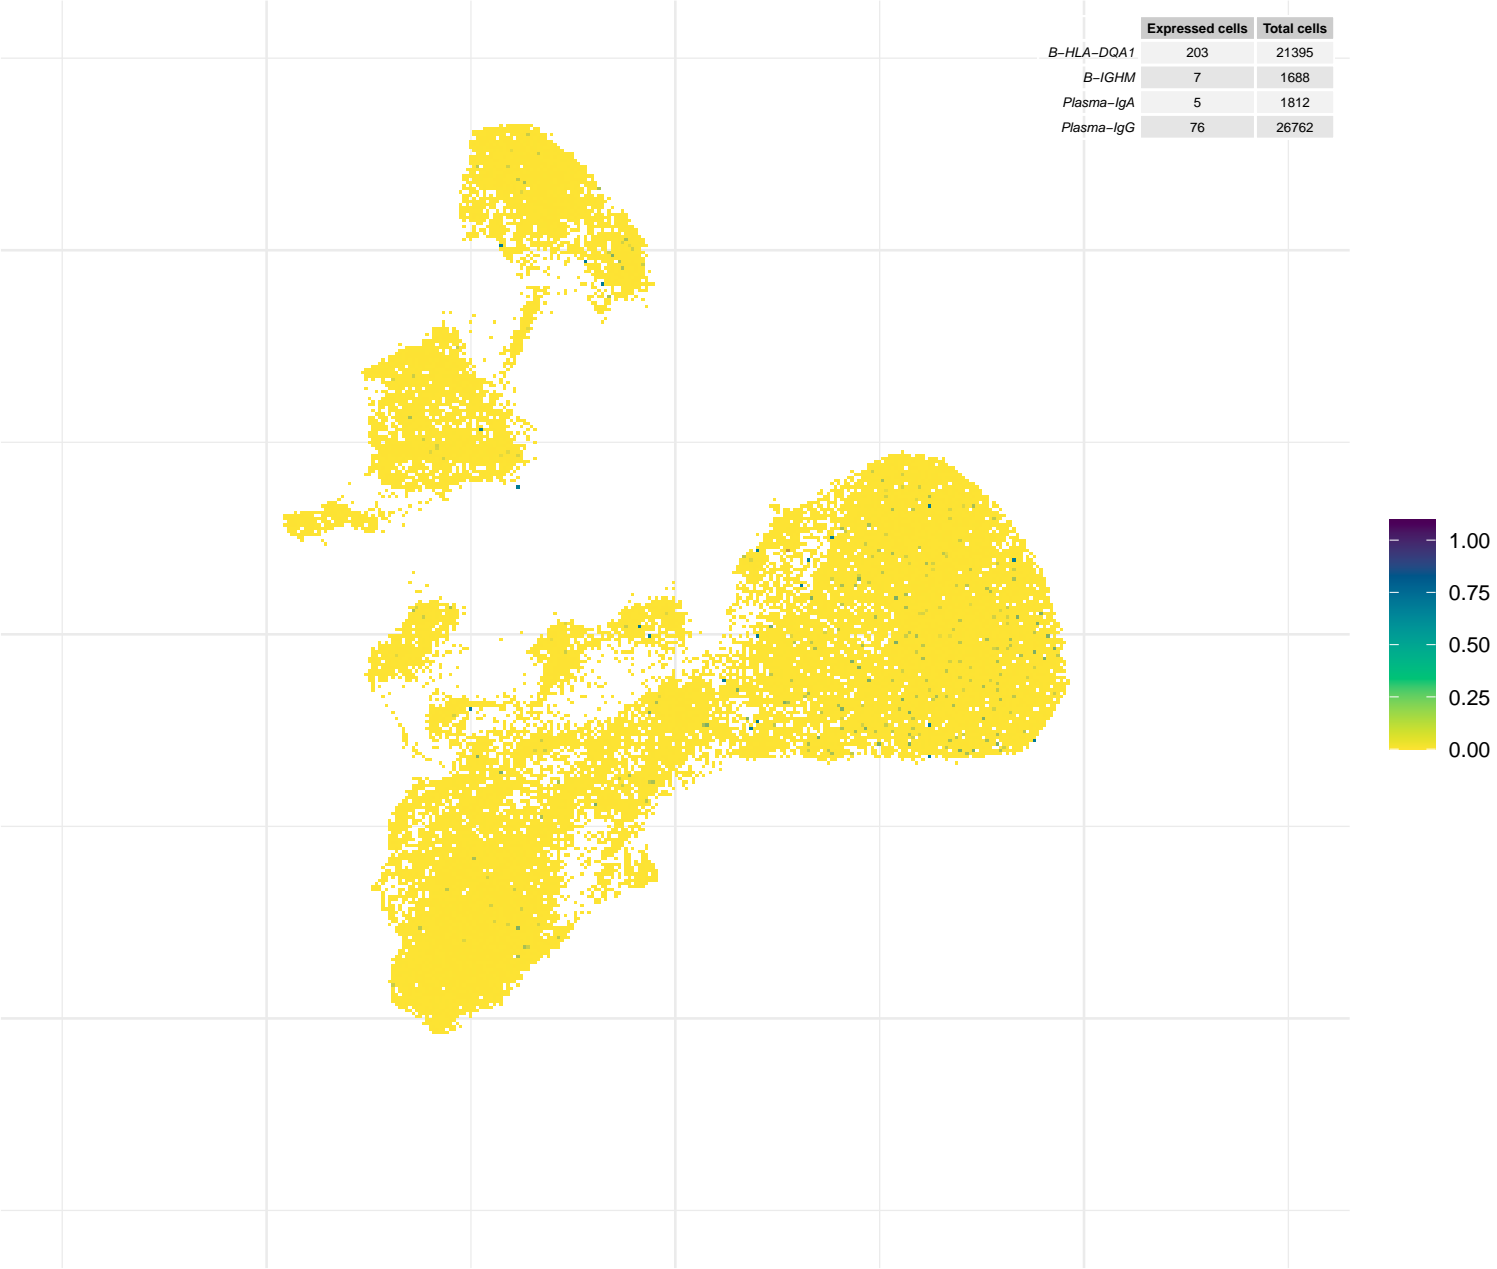 Expressed cells Total cells
B−HLA−DQA1 203 21395
B−IGHM 7 1688
Plasma−IgA 5 1812
Plasma−IgG 76 26762
1.00
0.75
0.50
0.25
0.00